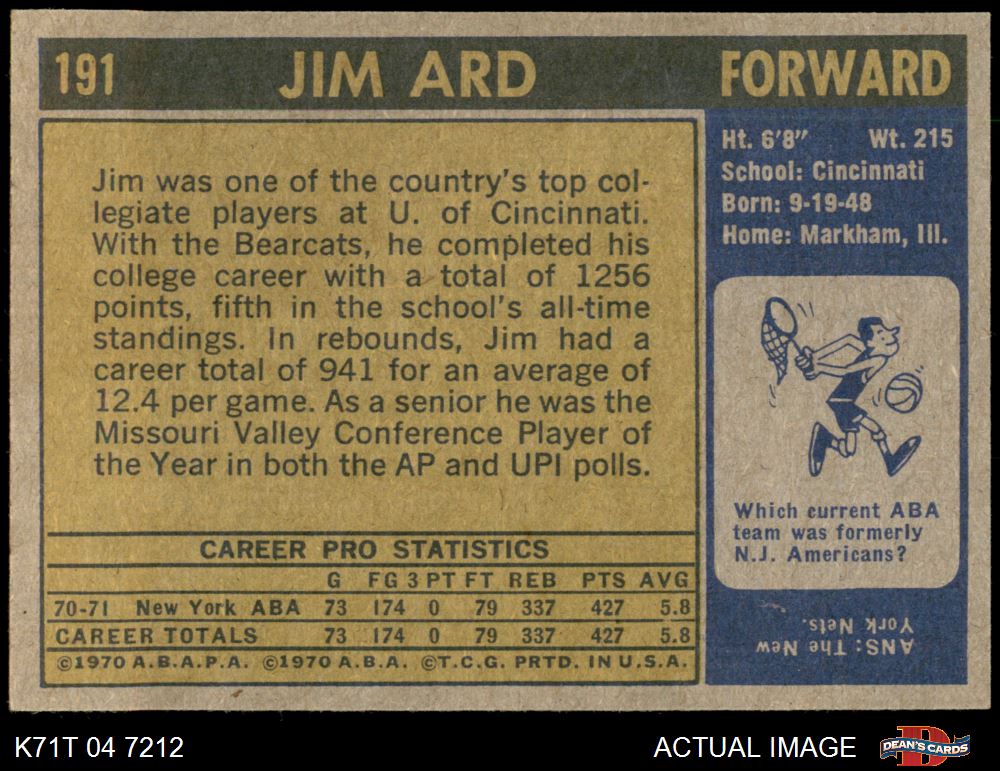 191 JIM ARD FORWARD
Jim was one of the country's top col-
legiate players at U. of Cincinnati.
With the Bearcats, he completed his
college career with a total of 1256
points, fifth in the school's all-time
standings. In rebounds, Jim had a
career total of 941 for an average of
12.4 per game. As a senior he was the
Missouri Valley Conference Player of
the Year in both the AP and UPI polls.
CAREER PRO STATISTICS
G FG 3PT FT REB PTS AVG
70-71 New York ABA 73 174 0 79 337 427 5.8
CAREER TOTALS 73 174 0 79 337 427 5.8
©1970 A.B.A.P.A. ©1970 A.B.A. ©T.C.G. PRTD. IN U.S.A.
Ht. 6'8" Wt. 215
School: Cincinnati
Born: 9-19-48
Home: Markham, Ill.
Which current ABA
team was formerly
N.J. Americans?
ANS: The New
York Nets.
K71T 04 7212 ACTUAL IMAGE DEAN'S CARDS